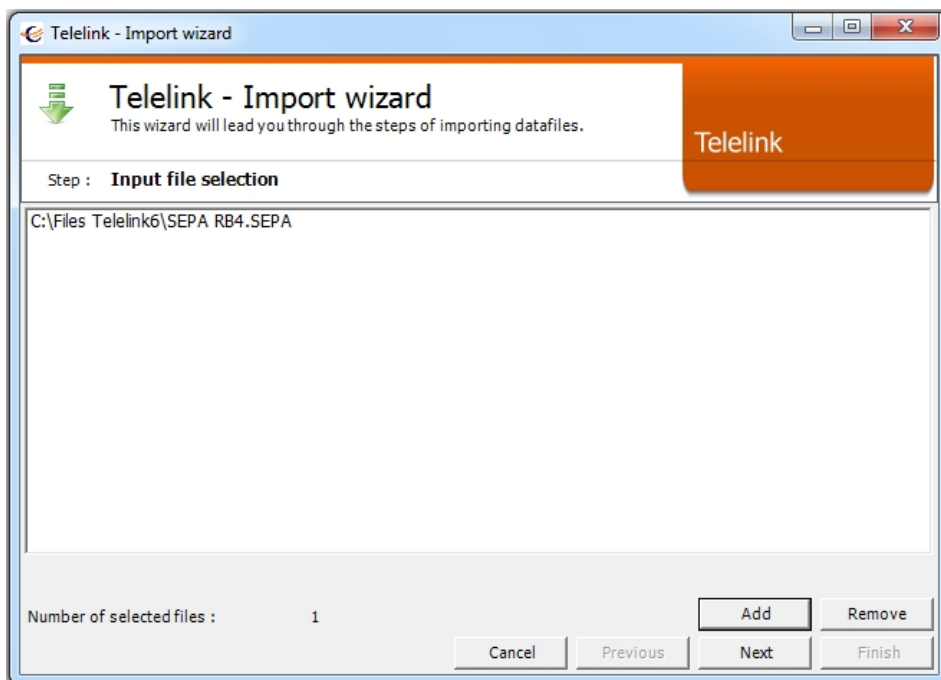 Telelink - Import wizard
Telelink - Import wizard
This wizard will lead you through the steps of importing datafiles.
Telelink
Step : Input file selection
C:\Files Telelink6\SEPA RB4.SEPA
Number of selected files : 1
Add Remove
Cancel Previous Next Finish